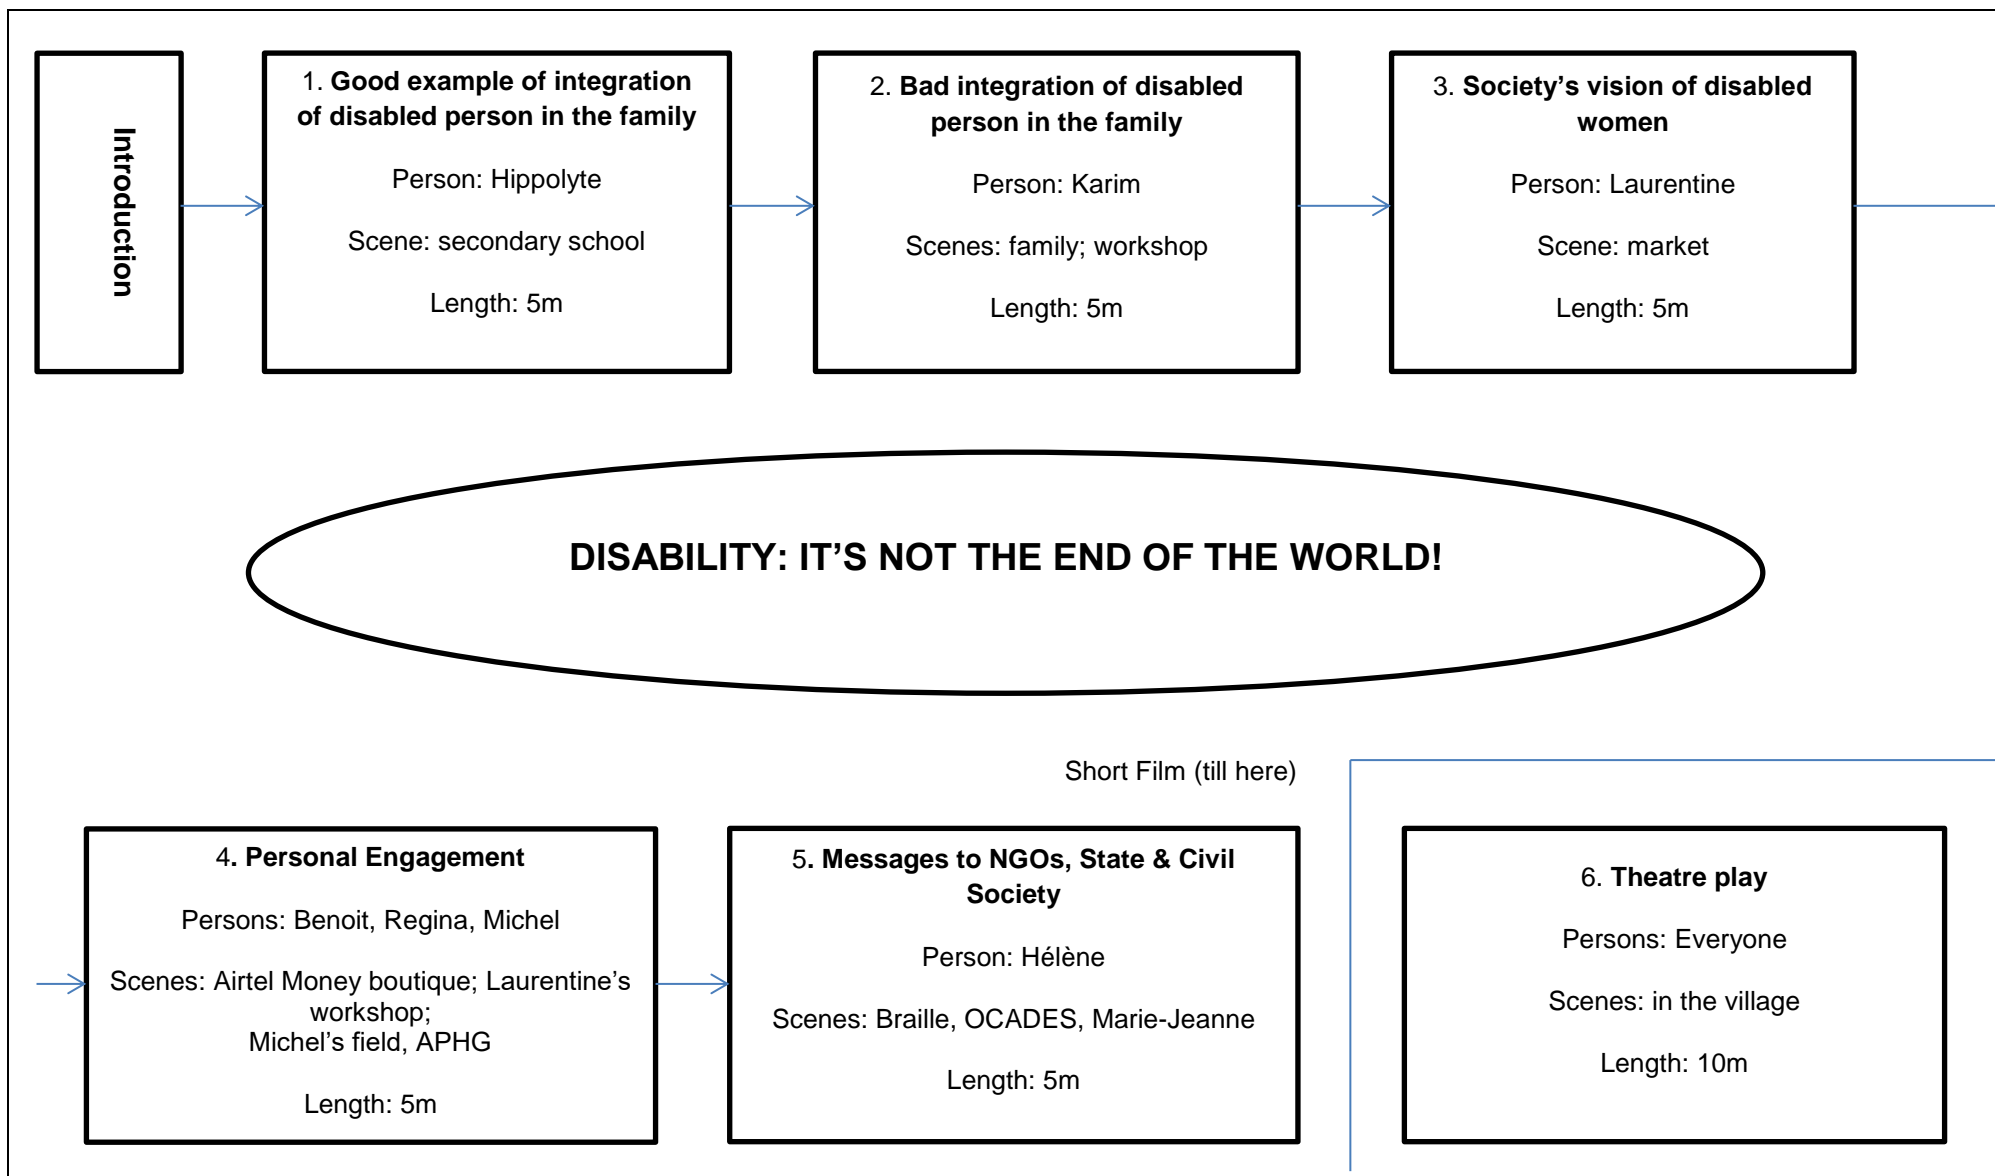 Introduction
1. Good example of integration
of disabled person in the family
Person: Hippolyte
Scene: secondary school
Length: 5m
2. Bad integration of disabled
person in the family
Person: Karim
Scenes: family; workshop
Length: 5m
3. Society’s vision of disabled
women
Person: Laurentine
Scene: market
Length: 5m
DISABILITY: IT’S NOT THE END OF THE WORLD!
Short Film (till here)
4. Personal Engagement
Persons: Benoit, Regina, Michel
Scenes: Airtel Money boutique; Laurentine’s
workshop;
Michel’s field, APHG
Length: 5m
5. Messages to NGOs, State & Civil
Society
Person: Hélène
Scenes: Braille, OCADES, Marie-Jeanne
Length: 5m
6. Theatre play
Persons: Everyone
Scenes: in the village
Length: 10m